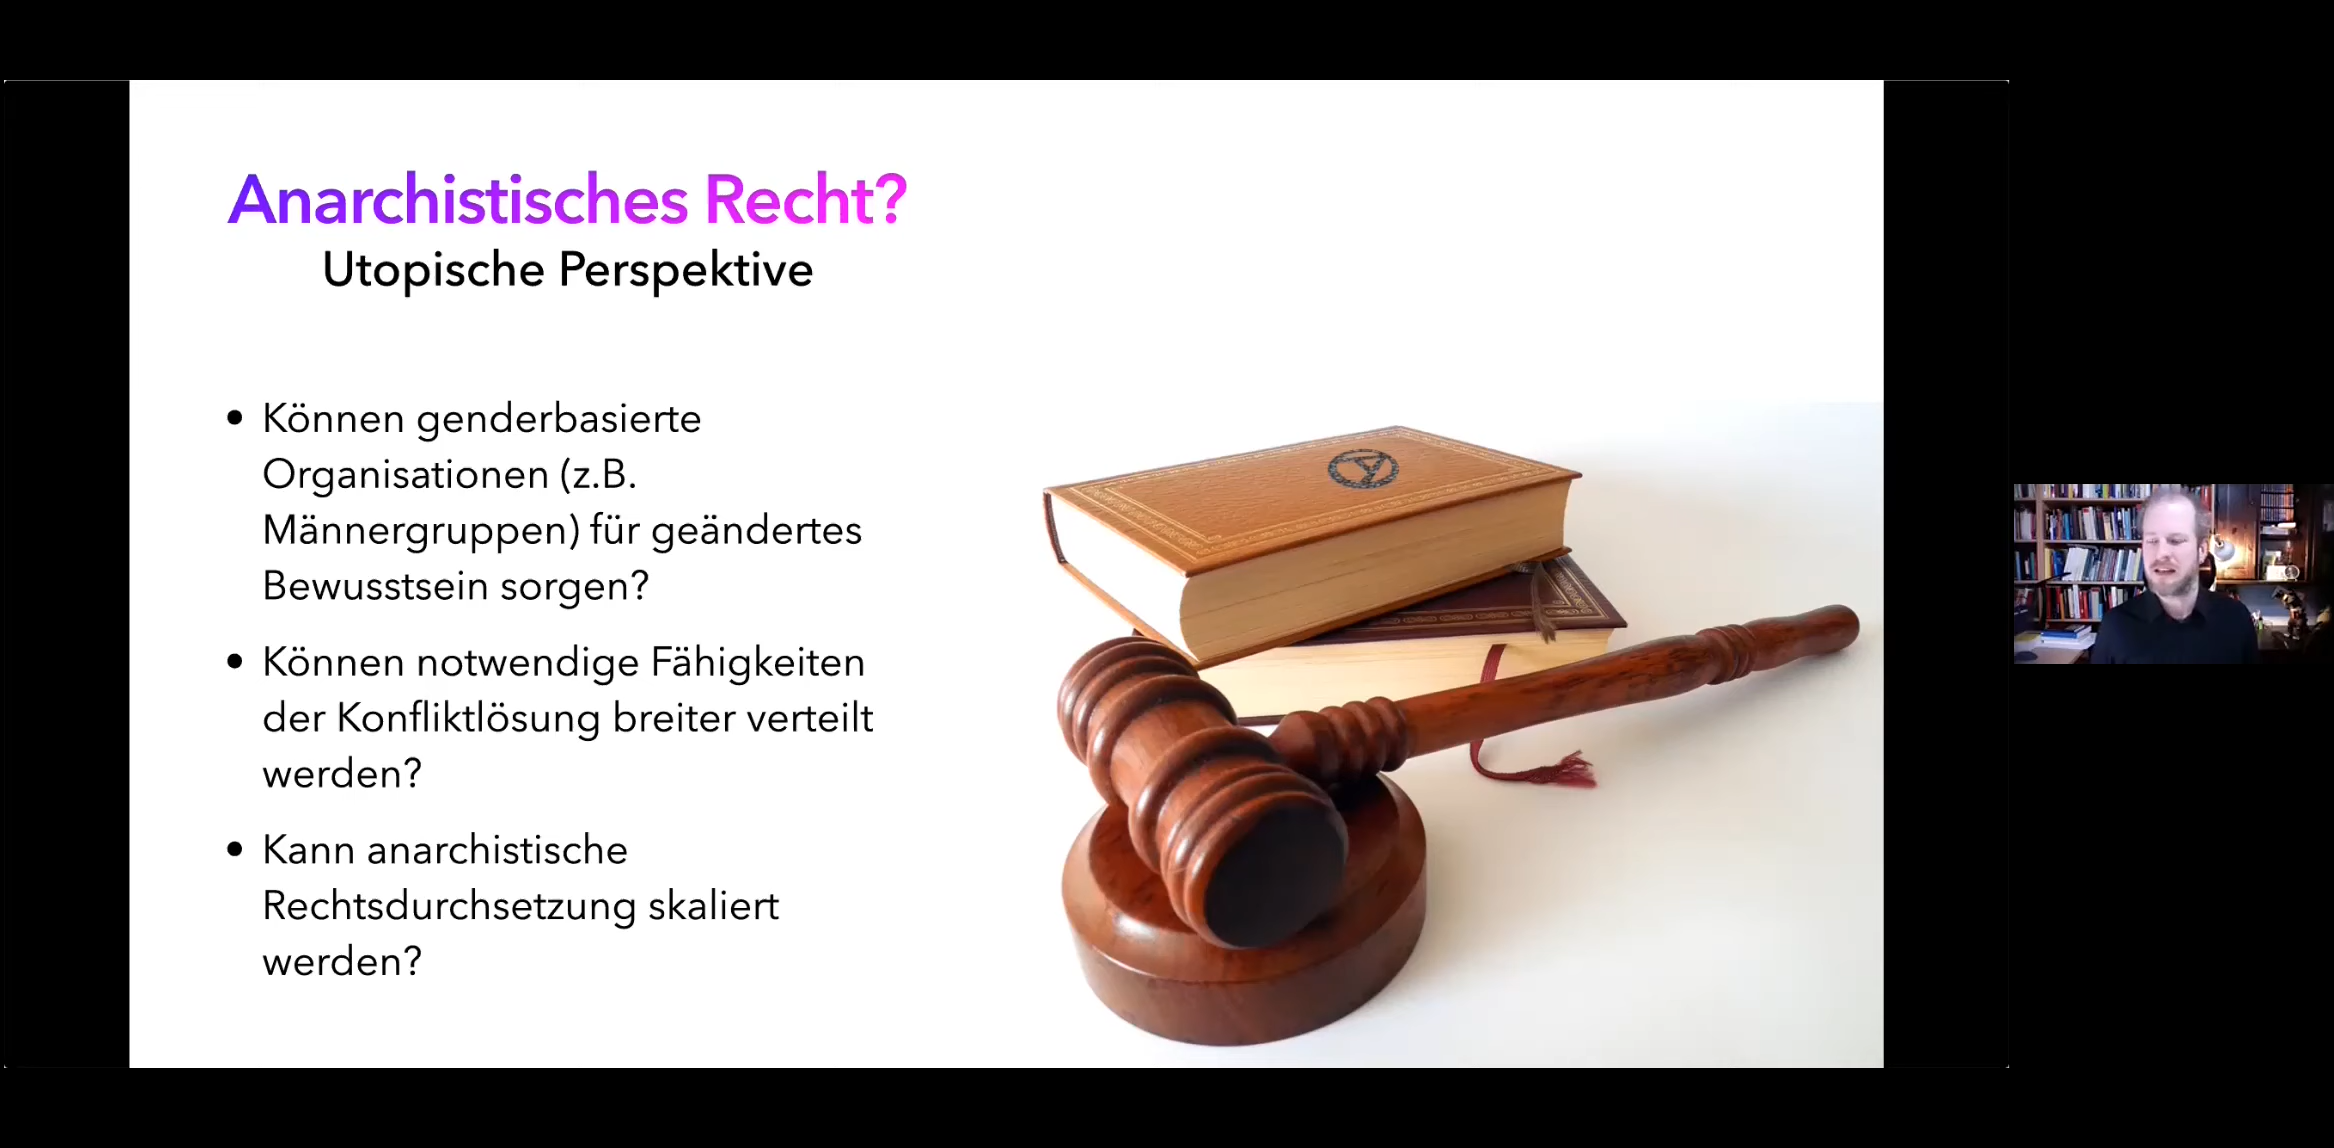 Anarchistisches Recht?
Utopische Perspektive
• Können genderbasierte
Organisationen (z.B.
Männergruppen) für geändertes
Bewusstsein sorgen?
• Können notwendige Fähigkeiten
der Konfliktlösung breiter verteilt
werden?
• Kann anarchistische
Rechtsdurchsetzung skaliert
werden?